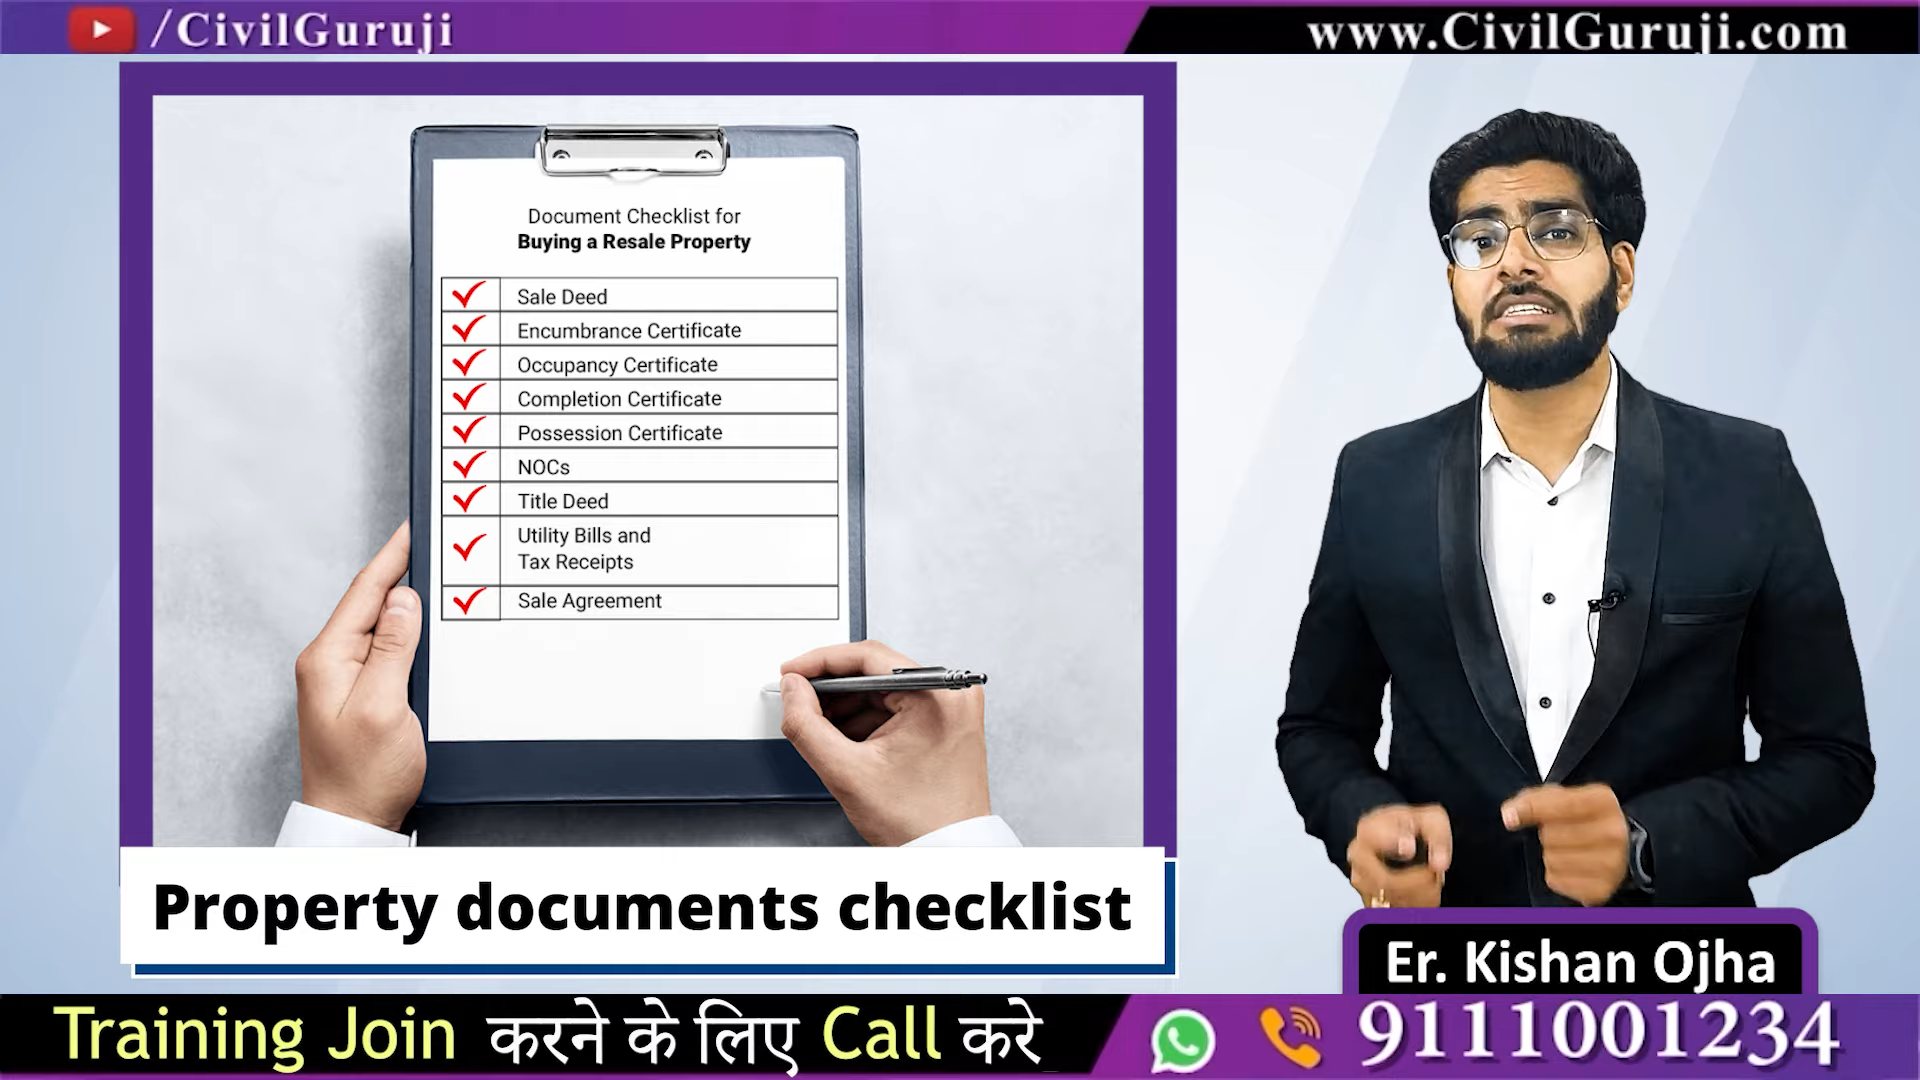 /CivilGuruji
www.CivilGuruji.com
Document Checklist for
Buying a Resale Property
Sale Deed
Encumbrance Certificate
Occupancy Certificate
Completion Certificate
Possession Certificate
NOCs
Title Deed
Utility Bills and
Tax Receipts
Sale Agreement
Property documents checklist
Er. Kishan Ojha
Training Join करने के लिए Call करे
9111001234